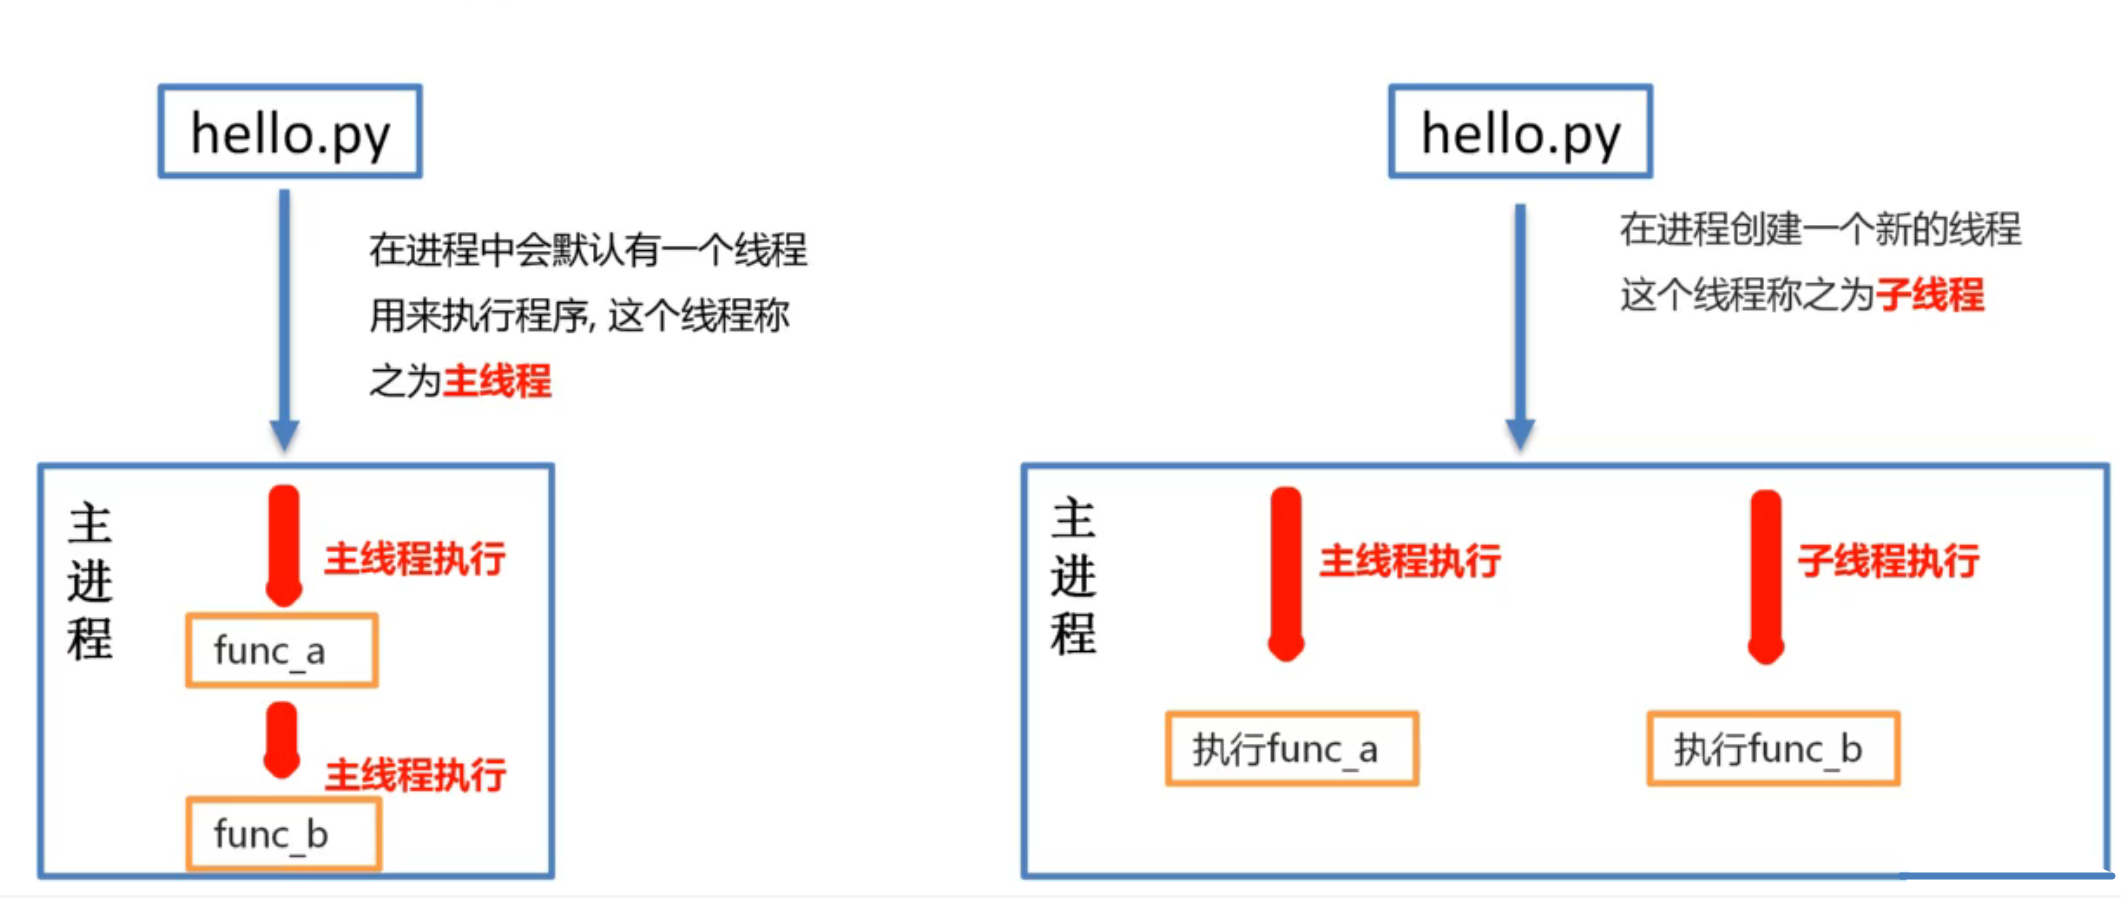 hello.py
在进程中会默认有一个线程
用来执行程序, 这个线程称
之为主线程
主进程
主线程执行
func_a
主线程执行
func_b
hello.py
在进程创建一个新的线程
这个线程称之为子线程
主进程
主线程执行
子线程执行
执行func_a
执行func_b